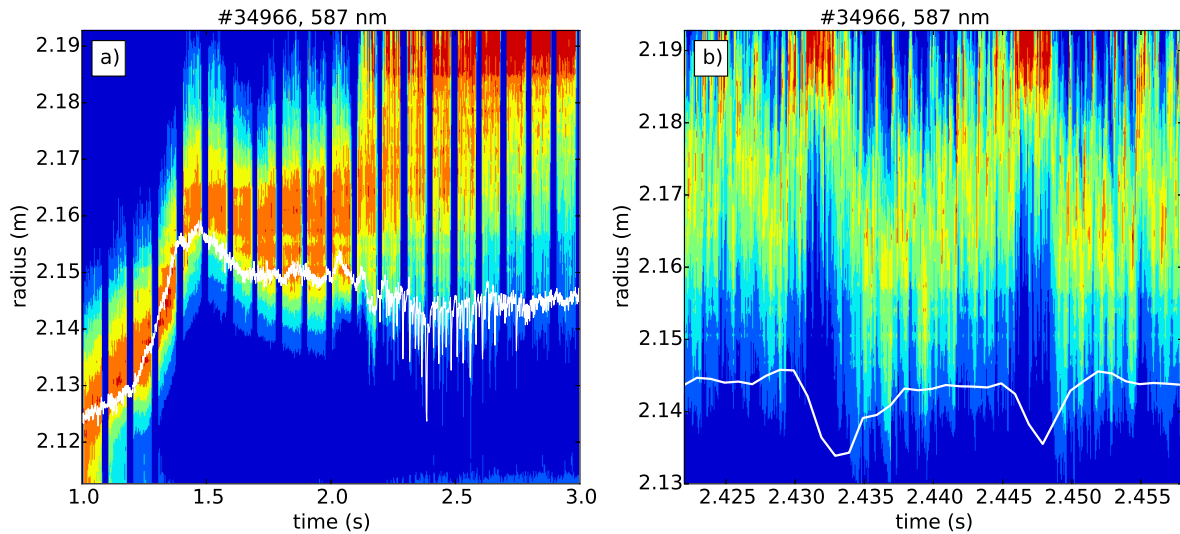 #34966, 587 nm
a)
2.19
2.18
2.17
2.16
2.15
2.14
2.13
2.12
radius (m)
1.0 1.5 2.0 2.5 3.0
time (s)
#34966, 587 nm
b)
2.19
2.18
2.17
2.16
2.15
2.14
2.13
radius (m)
2.425 2.430 2.435 2.440 2.445 2.450 2.455
time (s)